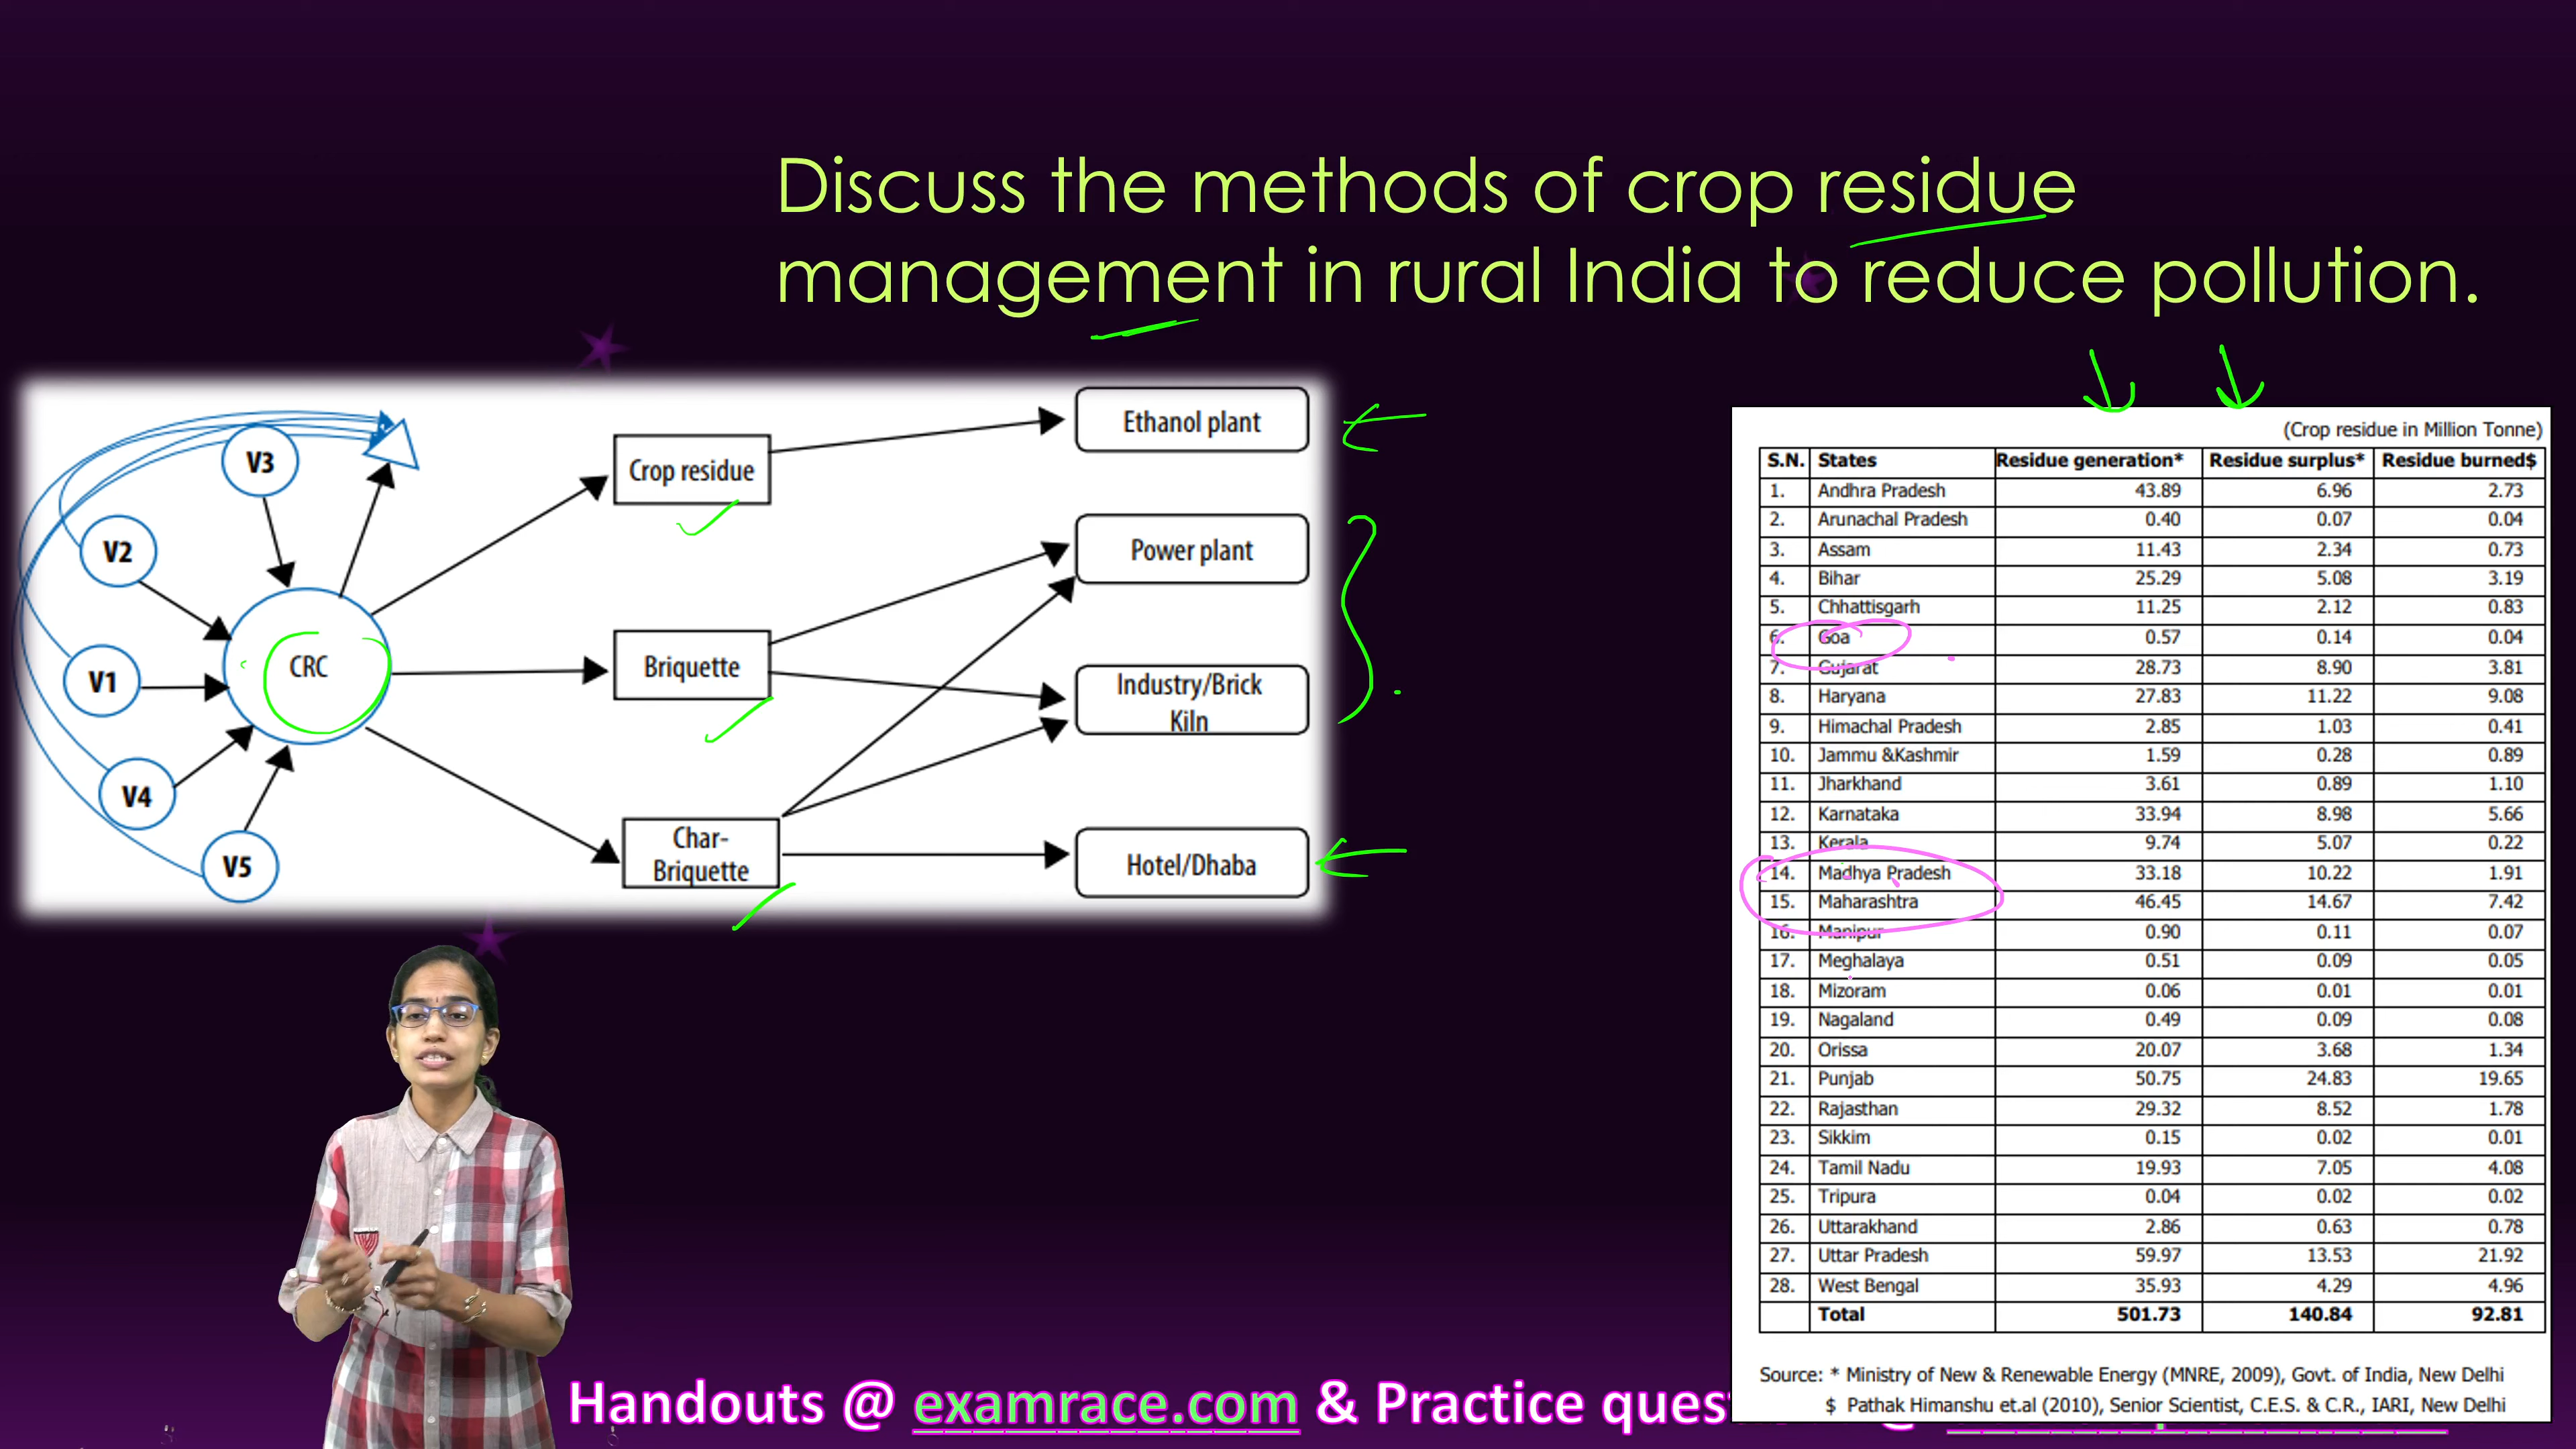 Discuss the methods of crop residue
management in rural India to reduce pollution.
V3
V2
V1
V4
V5
CRC
Crop residue
Briquette
Char-
Briquette
Ethanol plant
Power plant
Industry/Brick
Kiln
Hotel/Dhaba
(Crop residue in Million Tonne)
S.N. States Residue generation* Residue surplus* Residue burned$
1. Andhra Pradesh 43.89 6.96 2.73
2. Arunachal Pradesh 0.40 0.07 0.04
3. Assam 11.43 2.34 0.73
4. Bihar 25.29 5.08 3.19
5. Chhattisgarh 11.25 2.12 0.83
6. Goa 0.57 0.14 0.04
7. Gujarat 28.73 8.90 3.81
8. Haryana 27.83 11.22 9.08
9. Himachal Pradesh 2.85 1.03 0.41
10. Jammu &Kashmir 1.59 0.28 0.89
11. Jharkhand 3.61 0.89 1.10
12. Karnataka 33.94 8.98 5.66
13. Kerala 9.74 5.07 0.22
14. Madhya Pradesh 33.18 10.22 1.91
15. Maharashtra 46.45 14.67 7.42
16. Manipur 0.90 0.11 0.07
17. Meghalaya 0.51 0.09 0.05
18. Mizoram 0.06 0.01 0.01
19. Nagaland 0.49 0.09 0.08
20. Orissa 20.07 3.68 1.34
21. Punjab 50.75 24.83 19.65
22. Rajasthan 29.32 8.52 1.78
23. Sikkim 0.15 0.02 0.01
24. Tamil Nadu 19.93 7.05 4.08
25. Tripura 0.04 0.02 0.02
26. Uttarakhand 2.86 0.63 0.78
27. Uttar Pradesh 59.97 13.53 21.92
28. West Bengal 35.93 4.29 4.96
Total 501.73 140.84 92.81
Source: * Ministry of New & Renewable Energy (MNRE, 2009), Govt. of India, New Delhi
$ Pathak Himanshu et.al (2010), Senior Scientist, C.E.S. & C.R., IARI, New Delhi
Handouts @ examrace.com & Practice quest